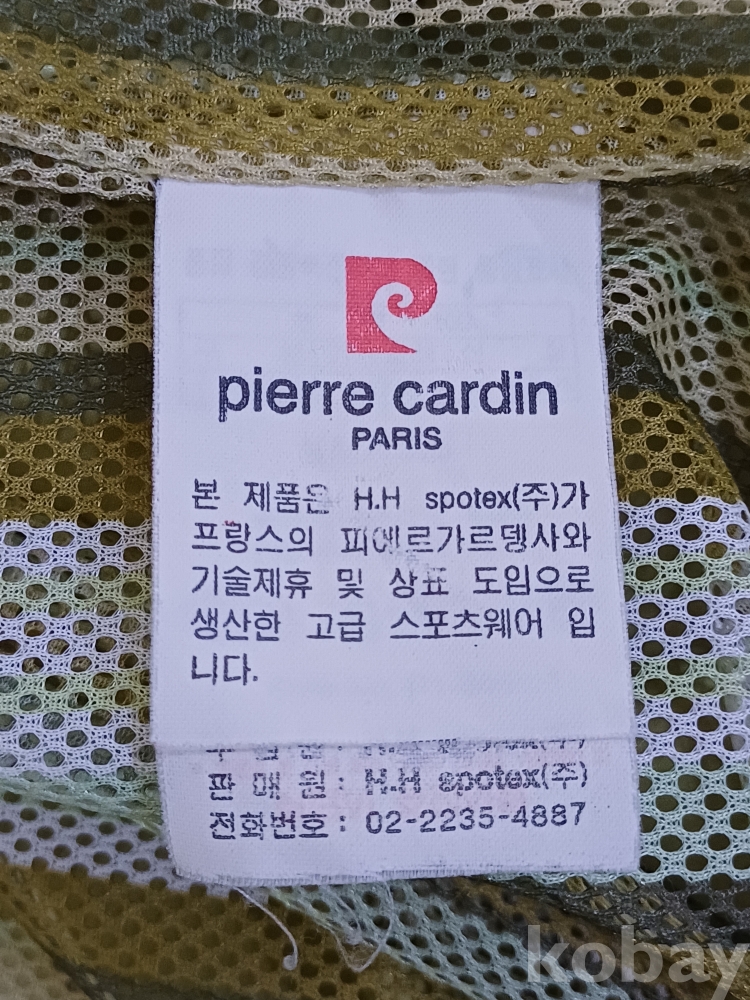 pierre cardin
PARIS
본 제품은 H.H spotex(주)가
프랑스의 피에르가르뎅사와
기술제휴 및 상표 도입으로
생산한 고급 스포츠웨어 입
니다.
판 매 원 : H.H spotex(주)
전화번호 : 02-2235-4887
kobay